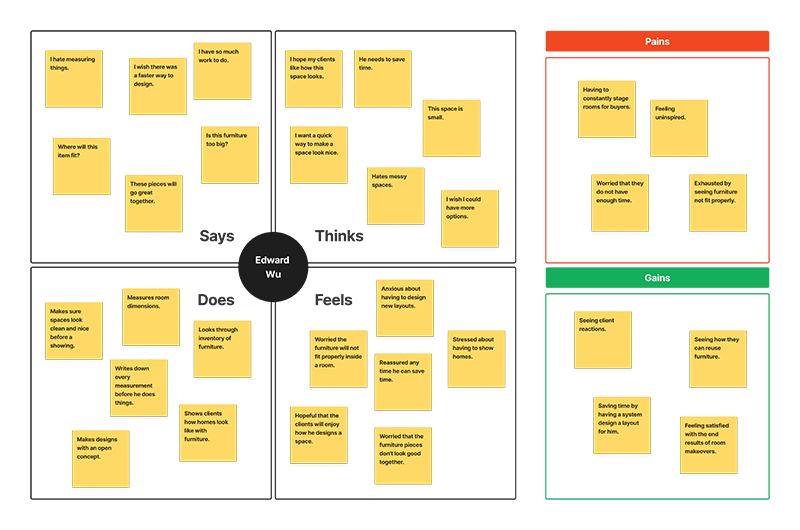 I hate measuring
things.
I wish there was
a faster way to
design.
I have so much
work to do.
Where will this
item fit?
These pieces will
go great
together.
Is this furniture
too big?
Says
I hope my clients
like how this
space looks.
He needs to save
time.
This space is
small.
I want a quick
way to make a
space look nice.
Hates messy
spaces.
I wish I could
have more
options.
Thinks
Edward
Wu
Does
Makes sure
spaces look
clean and nice
before a
showing.
Measures room
dimensions.
Looks through
inventory of
furniture.
Writes down
every
measurement
before he does
things.
Shows clients
how homes look
like with
furniture.
Makes designs
with an open
concept.
Feels
Anxious about
having to design
new layouts.
Worried the
furniture will not
fit properly inside
a room.
Reassured any
time he can save
time.
Stressed about
having to show
homes.
Hopeful that the
clients will enjoy
how he designs a
space.
Worried that the
furniture pieces
don't look good
together.
Pains
Having to
constantly stage
rooms for buyers.
Feeling
uninspired.
Worried that they
do not have
enough time.
Exhausted by
seeing furniture
not fit properly.
Gains
Seeing client
reactions.
Seeing how they
can reuse
furniture.
Saving time by
having a system
design a layout
for him.
Feeling satisfied
with the end
results of room
makeovers.